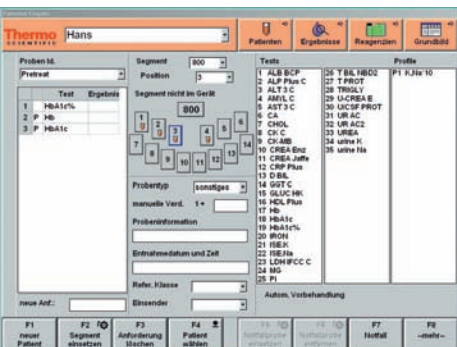 Thermo
SCIENTIFIC
Hans
Patienten
Ergebnisse
Reagenzien
Grundbild
Proben Id.
Pretreat
Test Ergebnis
1 HbA1c%
2 P Hb
3 P HbA1c
neue Anf.:
Segment 800
Position 3
Segment nicht im Gerät
800
1 2 3 4 5 6
7 8 9 10 11 12 13 14
Probentyp sonstiges
manuelle Verd. 1+
Probeninformation
Entnahmedatum und Zeit
Refer. Klasse
Einsender
Tests
1 ALB BCP
2 ALP Plus C
3 ALT 3 C
4 AMYL C
5 AST 3 C
6 CA
7 CHOL
8 CK C
9 CK-MB
10 CREA Enz
11 CREA Jaffe
12 CRP Plus
13 D BIL
14 GGT C
15 GLUC HK
16 HDL Plus
17 Hb
18 HbA1c
19 HbA1c%
20 IRON
21 ISE.K
22 ISE.Na
23 LDH IFCC C
24 MG
25 PI
26 T BIL NBD2
27 T PROT
28 TRIGLY
29 U-CREA E
30 U/CSF PROT
31 UR AC
32 UR AC2
33 UREA
34 urine K
35 urine Na
Profile
P1 K,Na*10
Autom. Vorbehandlung
F1
neuer
Patient
F2
Segment
einsetzen
F3
Anforderung
löschen
F4
Patient
wählen
F5
Notfallprobe
einsetzen
F6
Notfallprobe
entfernen
F7
Notfall
F8
--mehr--